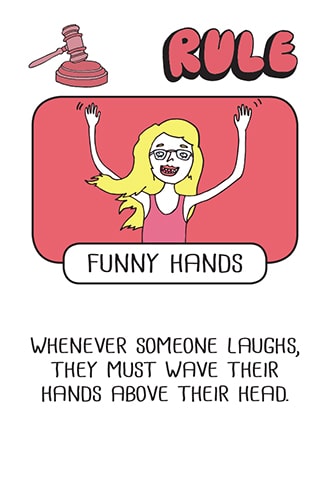 RULE
FUNNY HANDS
WHENEVER SOMEONE LAUGHS,
THEY MUST WAVE THEIR
HANDS ABOVE THEIR HEAD.